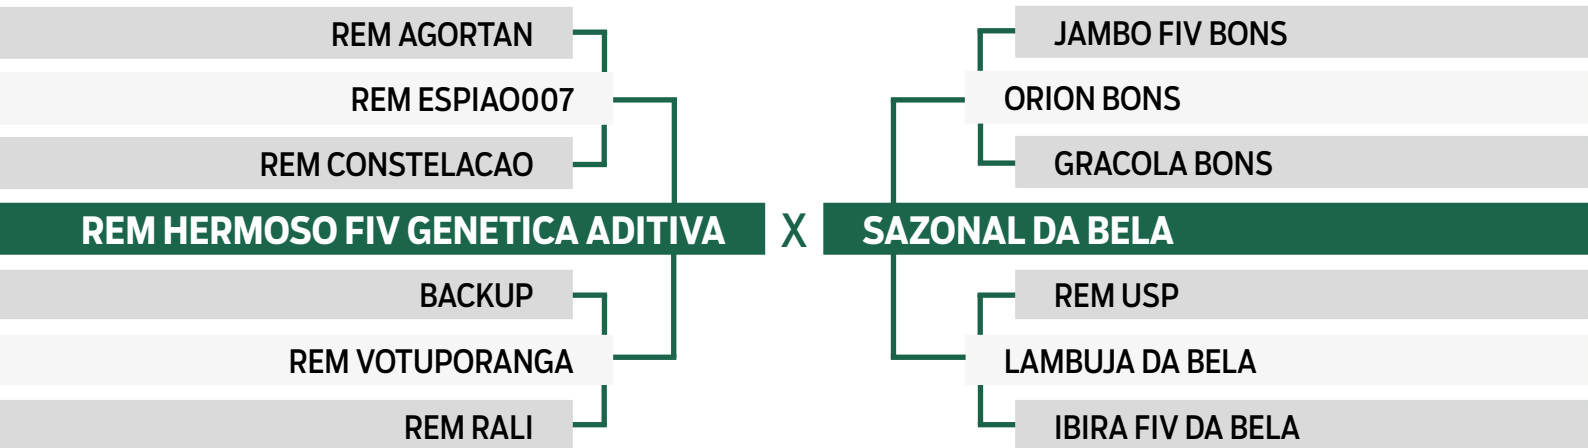 REM AGORTAN
REM ESPIAO007
REM CONSTELACAO
REM HERMOSO FIV GENETICA ADITIVA
BACKUP
REM VOTUPORANGA
REM RALI
X
JAMBO FIV BONS
ORION BONS
GRACOLA BONS
SAZONAL DA BELA
REM USP
LAMBUJA DA BELA
IBIRA FIV DA BELA